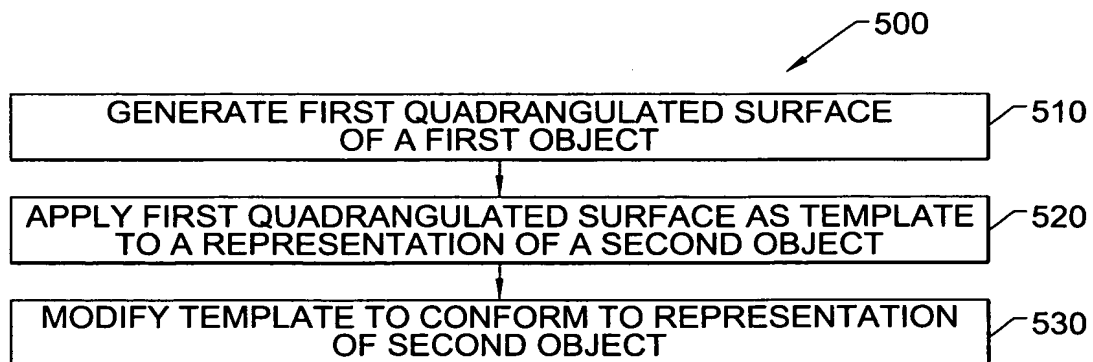 500
GENERATE FIRST QUADRANGULATED SURFACE
OF A FIRST OBJECT
510
APPLY FIRST QUADRANGULATED SURFACE AS TEMPLATE
TO A REPRESENTATION OF A SECOND OBJECT
520
MODIFY TEMPLATE TO CONFORM TO REPRESENTATION
OF SECOND OBJECT
530